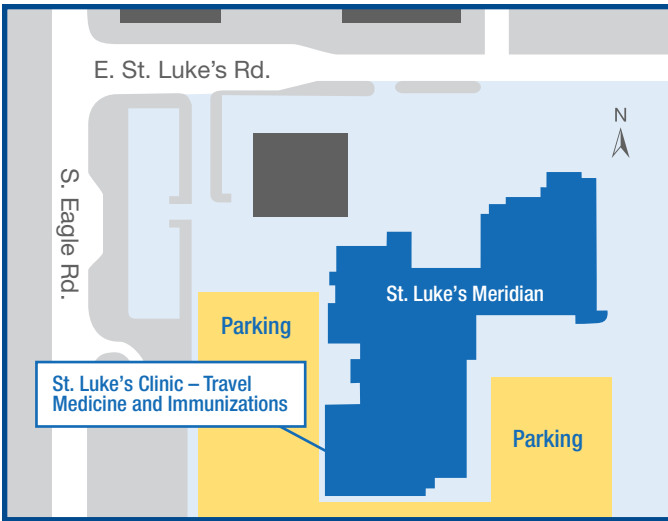 E. St. Luke’s Rd.
N
S. Eagle Rd.
St. Luke’s Meridian
Parking
St. Luke’s Clinic – Travel
Medicine and Immunizations
Parking